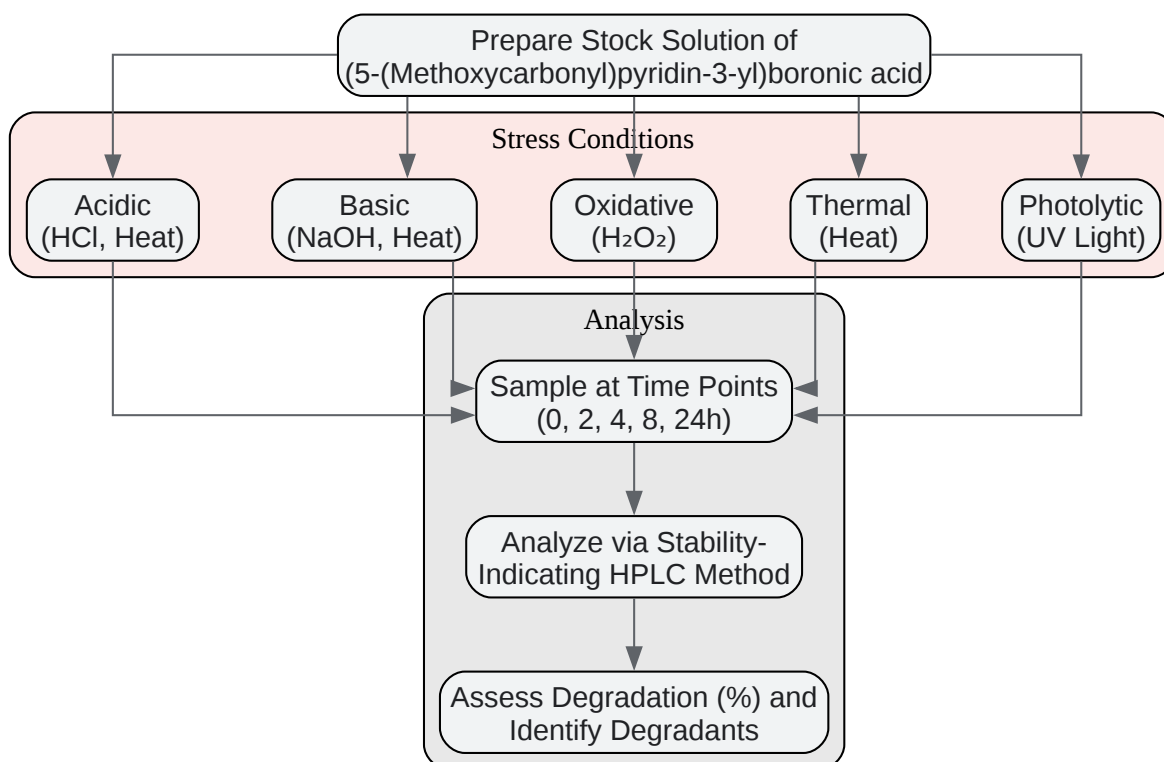 Prepare Stock Solution of
(5-(Methoxycarbonyl)pyridin-3-yl)boronic acid
Stress Conditions
Acidic
(HCl, Heat)
Basic
(NaOH, Heat)
Oxidative
(H₂O₂)
Thermal
(Heat)
Photolytic
(UV Light)
Analysis
Sample at Time Points
(0, 2, 4, 8, 24h)
Analyze via Stability-
Indicating HPLC Method
Assess Degradation (%) and
Identify Degradants